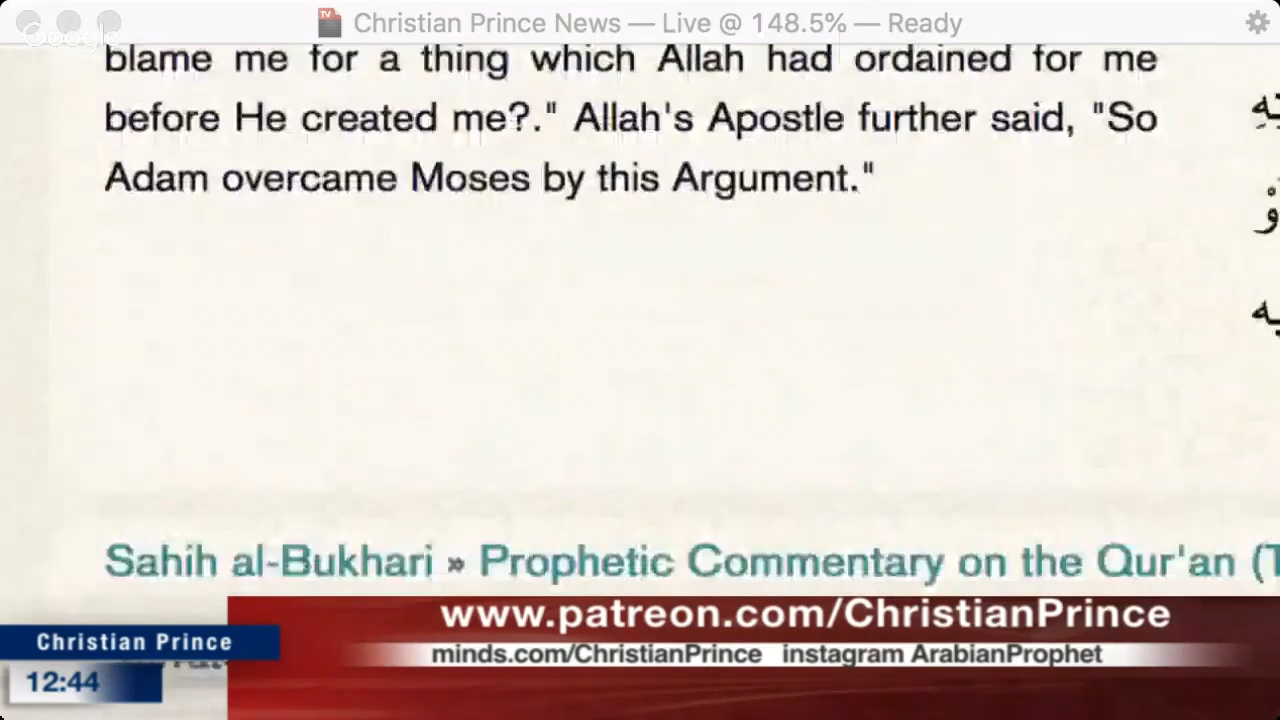 Google
Christian Prince News — Live @ 148.5% — Ready
blame me for a thing which Allah had ordained for me
before He created me?." Allah's Apostle further said, "So
Adam overcame Moses by this Argument."
Sahih al-Bukhari » Prophetic Commentary on the Qur'an (T
www.patreon.com/ChristianPrince
Christian Prince
minds.com/ChristianPrince instagram ArabianProphet
12:44